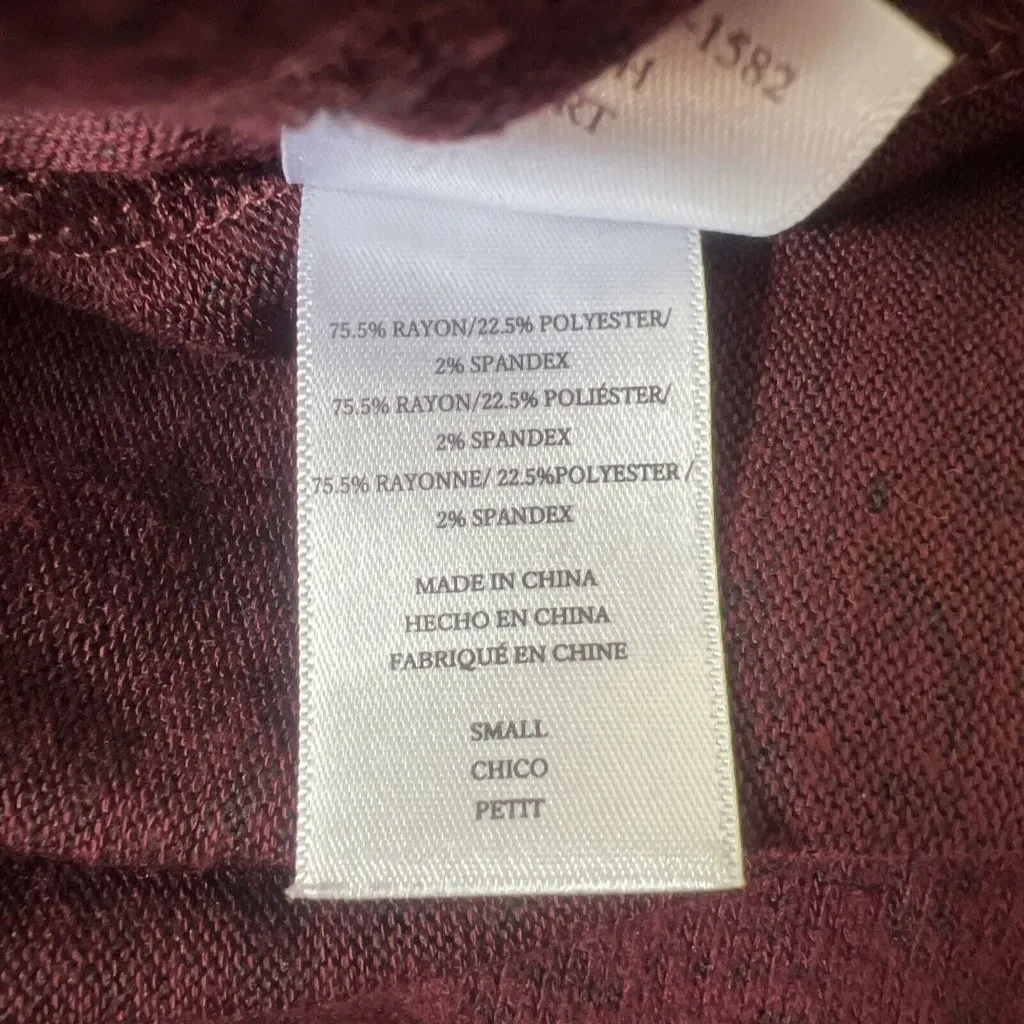 -1582
75.5% RAYON/22.5% POLYESTER/
2% SPANDEX
75.5% RAYON/22.5% POLIÉSTER/
2% SPANDEX
75.5% RAYONNE/ 22.5%POLYESTER /
2% SPANDEX
MADE IN CHINA
HECHO EN CHINA
FABRIQUÉ EN CHINE
SMALL
CHICO
PETIT